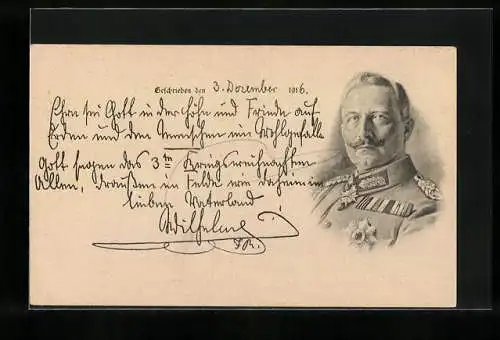 Geschrieben den 3. Dezember 1916.
Ehre sei Gott in der Höhe und Friede auf
Erden und den Menschen ein Wohlgefallen
Gott segne das 3te Kriegsweihnachten
Allen, draußen im Felde wie daheim im
lieben Vaterland
Wilhelm
I.R.